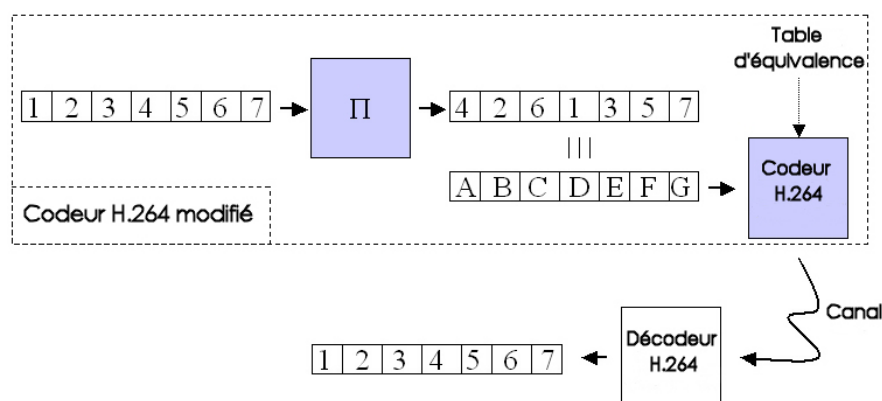 Table
d'équivalence
1 2 3 4 5 6 7
Π
4 2 6 1 3 5 7
|||
A B C D E F G
Codeur
H.264
Codeur H.264 modifié
Canal
Décodeur
H.264
1 2 3 4 5 6 7